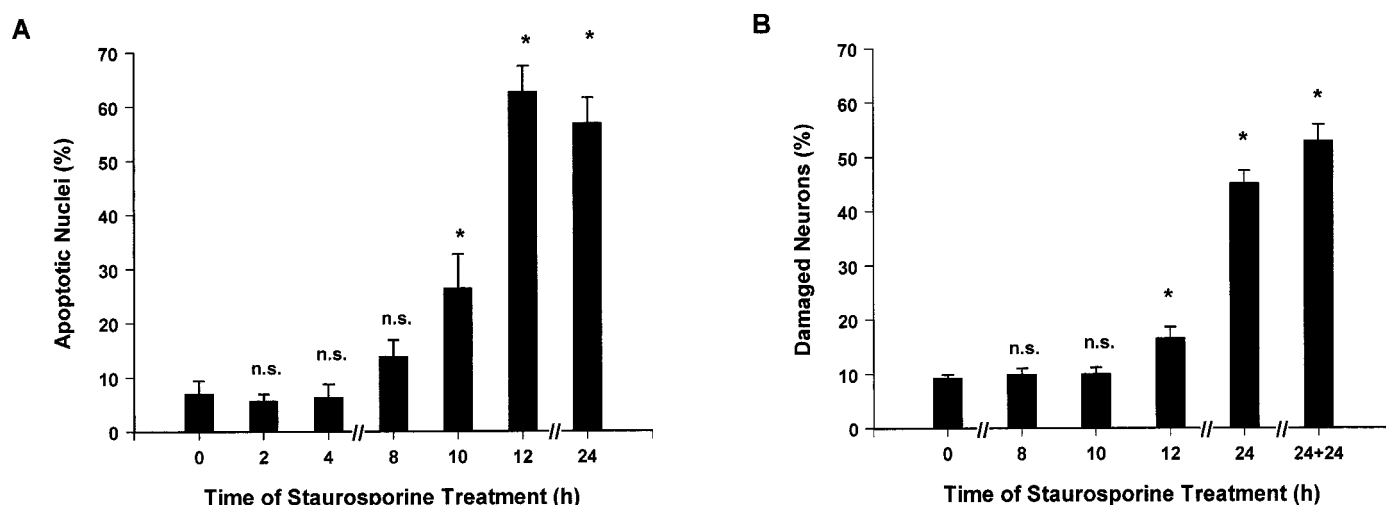 A
70
60
50
40
30
20
10
0
Apoptotic Nuclei (%)
n.s.
n.s.
n.s.
*
*
*
0 2 4 // 8 10 12 // 24
Time of Staurosporine Treatment (h)
B
70
60
50
40
30
20
10
0
Damaged Neurons (%)
n.s.
n.s.
*
*
*
0 // 8 10 12 // 24 // 24+24
Time of Staurosporine Treatment (h)